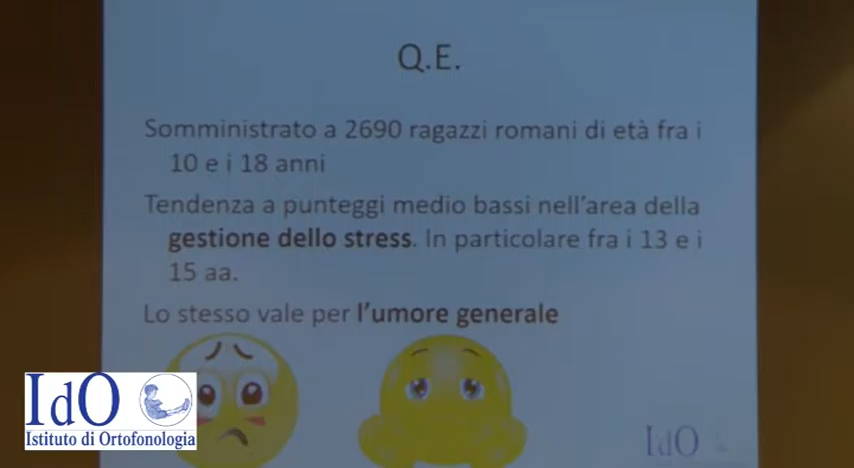 Q.E.
Somministrato a 2690 ragazzi romani di età fra i
10 e i 18 anni
Tendenza a punteggi medio bassi nell'area della
gestione dello stress. In particolare fra i 13 e i
15 aa.
Lo stesso vale per l'umore generale
IdO
Istituto di Ortofonologia
IdO